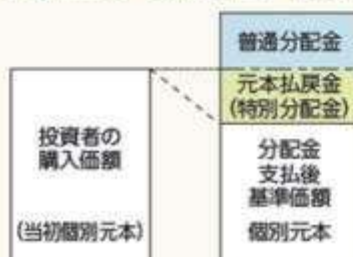 普通分配金
元本払戻金
(特別分配金)
投資者の
購入価額
(当初個別元本)
分配金
支払後
基準価額
個別元本